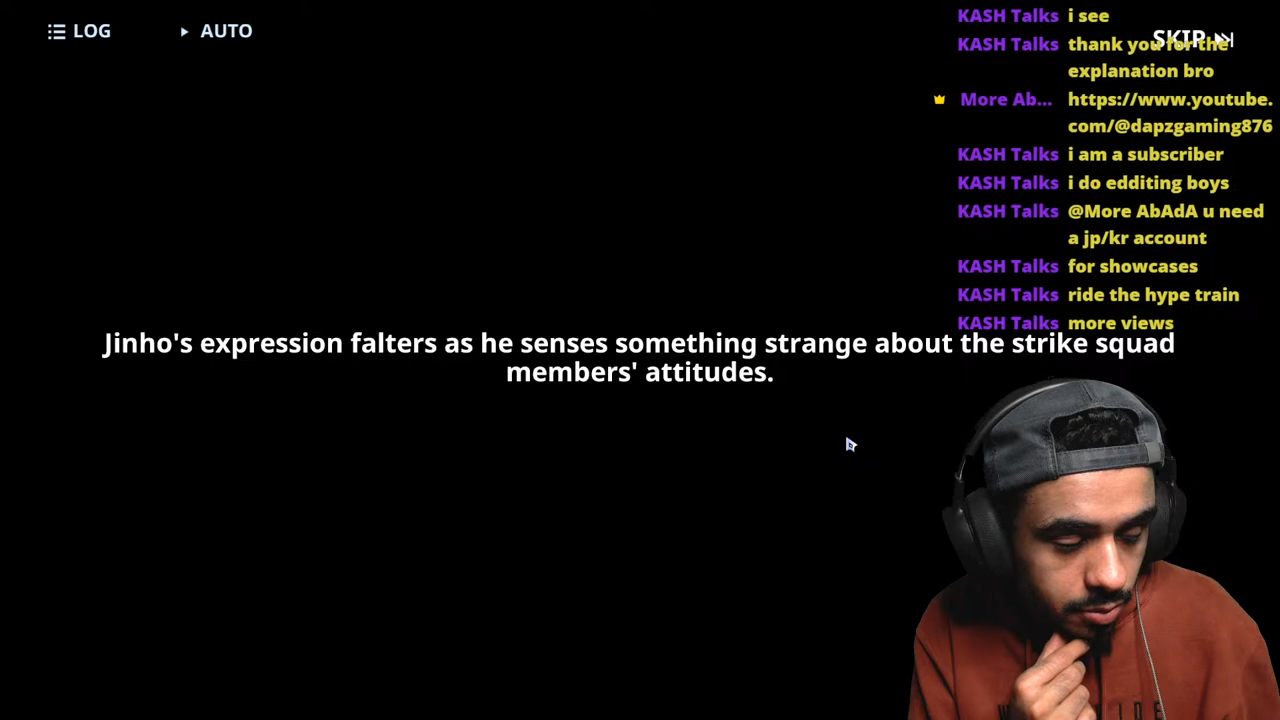 LOG
AUTO
SKIP
KASH Talks i see
KASH Talks thank you for the
explanation bro
More Ab... https://www.youtube.
com/@dapzgaming876
KASH Talks i am a subscriber
KASH Talks i do edditing boys
KASH Talks @More AbAdA u need
a jp/kr account
KASH Talks for showcases
KASH Talks ride the hype train
KASH Talks more views
Jinho's expression falters as he senses something strange about the strike squad
members' attitudes.